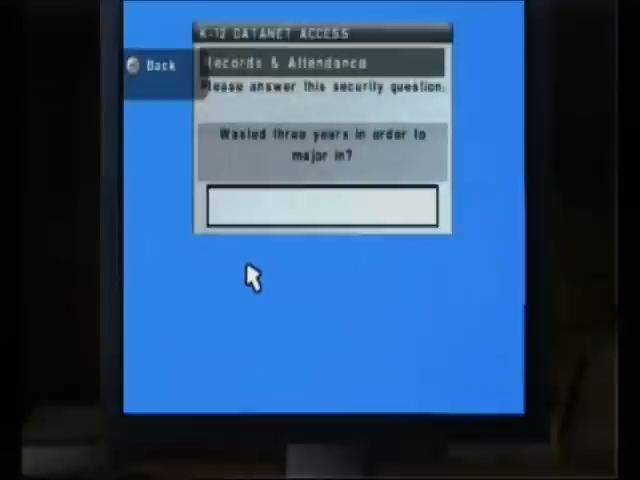 K-12 DATANET ACCESS
Back
Records & Attendance
Please answer this security question.
Wasted three years in order to
major in?